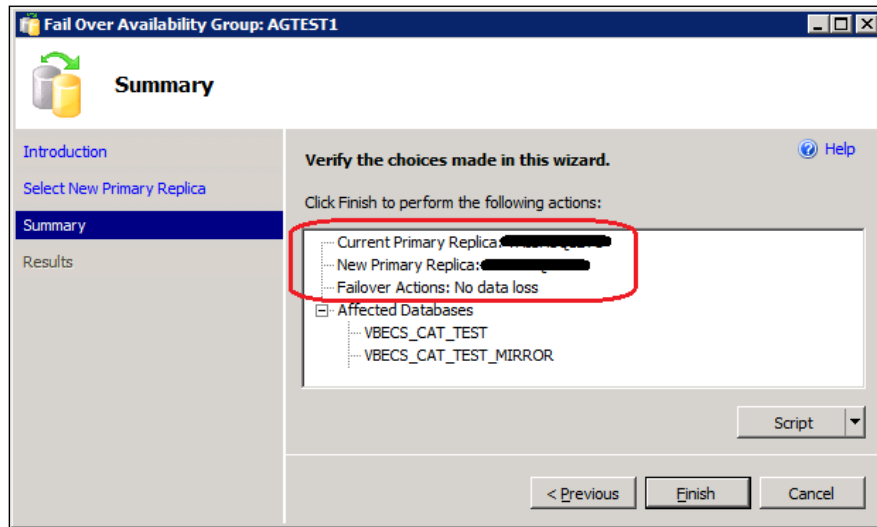 Fail Over Availability Group: AGTEST1
Summary
Introduction
Select New Primary Replica
Summary
Results
Help
Verify the choices made in this wizard.
Click Finish to perform the following actions:
Current Primary Replica:
New Primary Replica:
Failover Actions: No data loss
Affected Databases
VBECS_CAT_TEST
VBECS_CAT_TEST_MIRROR
Script
< Previous
Finish
Cancel